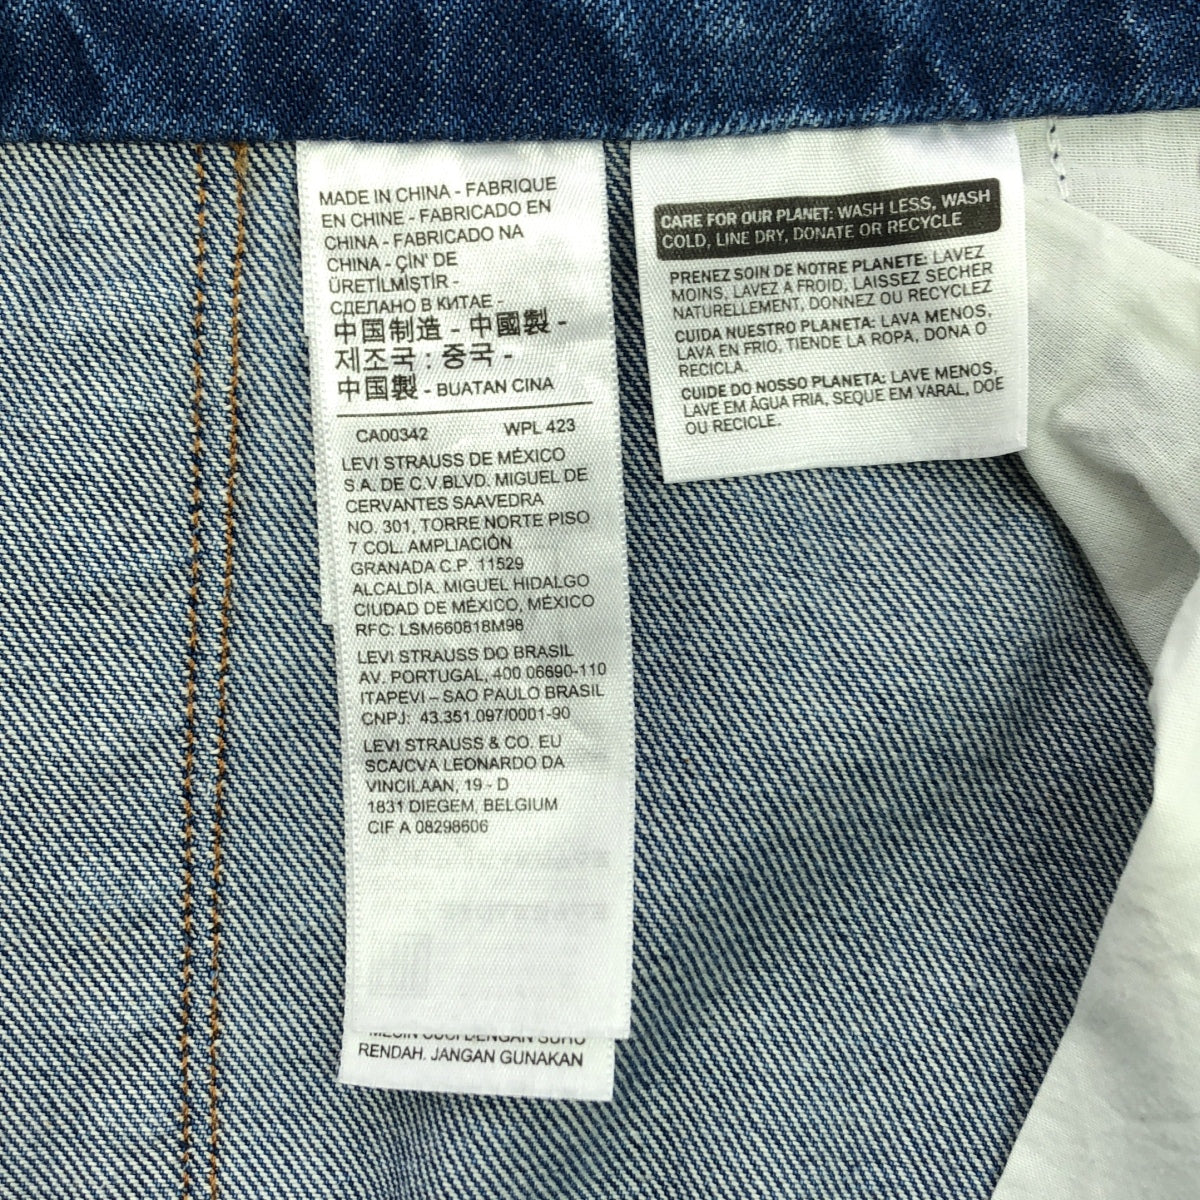 MADE IN CHINA - FABRIQUE
EN CHINE - FABRICADO EN
CHINA - FABRICADO NA
CHINA - ÇİN' DE
ÜRETİLMİŞTİR -
СДЕЛАНО В КИТАЕ -
中国制造 - 中國製 -
제조국 : 중국 -
中国製 - BUATAN CINA
CA00342 WPL 423
LEVI STRAUSS DE MÉXICO
S.A. DE C.V.BLVD. MIGUEL DE
CERVANTES SAAVEDRA
NO. 301, TORRE NORTE PISO
7 COL. AMPLIACIÓN
GRANADA C.P. 11529
ALCALDÍA. MIGUEL HIDALGO
CIUDAD DE MÉXICO, MÉXICO
RFC: LSM660818M98
LEVI STRAUSS DO BRASIL
AV. PORTUGAL, 400 06690-110
ITAPEVI – SAO PAULO BRASIL
CNPJ: 43.351.097/0001-90
LEVI STRAUSS & CO. EU
SCA/CVA LEONARDO DA
VINCILAAN, 19 - D
1831 DIEGEM, BELGIUM
CIF A 08298606
MESIN CUCI DENGAN SUHU
RENDAH. JANGAN GUNAKAN
CARE FOR OUR PLANET: WASH LESS, WASH
COLD, LINE DRY, DONATE OR RECYCLE
PRENEZ SOIN DE NOTRE PLANETE: LAVEZ
MOINS, LAVEZ A FROID, LAISSEZ SECHER
NATURELLEMENT, DONNEZ OU RECYCLEZ
CUIDA NUESTRO PLANETA: LAVA MENOS,
LAVA EN FRIO, TIENDE LA ROPA, DONA O
RECICLA.
CUIDE DO NOSSO PLANETA: LAVE MENOS,
LAVE EM ÁGUA FRIA, SEQUE EM VARAL, DOE
OU RECICLE.